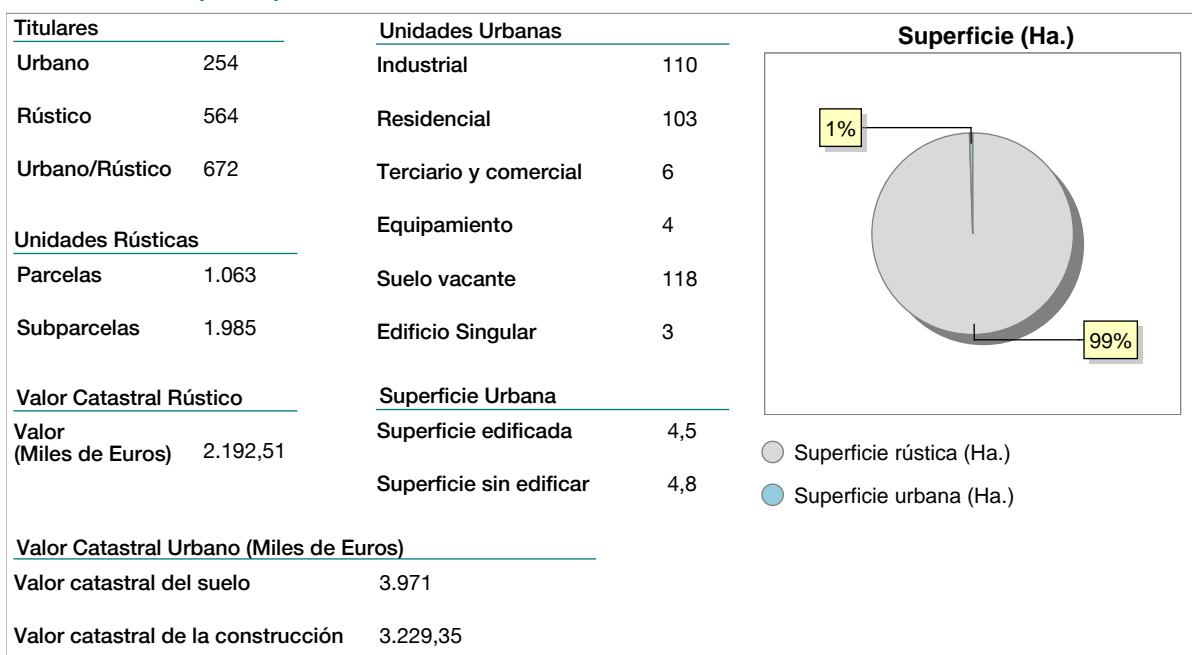 Titulares
Urbano 254
Rústico 564
Urbano/Rústico 672
Unidades Rústicas
Parcelas 1.063
Subparcelas 1.985
Valor Catastral Rústico
Valor
(Miles de Euros) 2.192,51
Unidades Urbanas
Industrial 110
Residencial 103
Terciario y comercial 6
Equipamiento 4
Suelo vacante 118
Edificio Singular 3
Superficie Urbana
Superficie edificada 4,5
Superficie sin edificar 4,8
Valor Catastral Urbano (Miles de Euros)
Valor catastral del suelo 3.971
Valor catastral de la construcción 3.229,35
Superficie (Ha.)
1%
99%
Superficie rústica (Ha.)
Superficie urbana (Ha.)